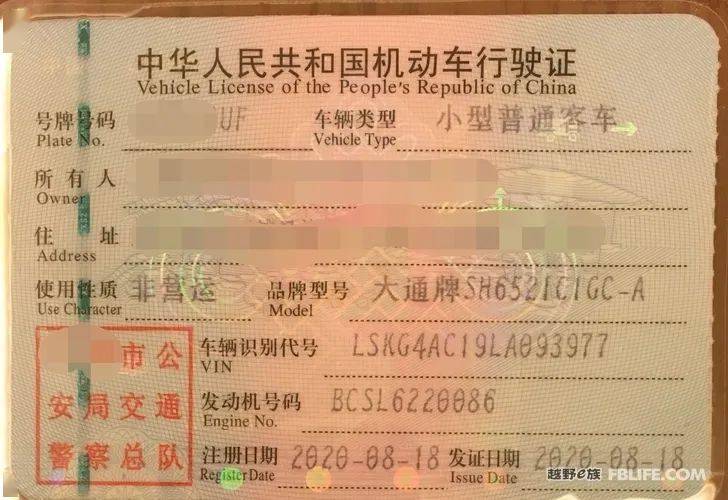 中华人民共和国机动车行驶证
Vehicle License of the People's Republic of China
号牌号码 UF 车辆类型 小型普通客车
Plate No. Vehicle Type
所有人
Owner
住址
Address
使用性质 非营运 品牌型号 大通牌SH6521C1GC-A
Use Character Model
市公
安局交通
警察总队
车辆识别代号 LSKG4AC19LA093977
VIN
发动机号码 BCSL6220086
Engine No.
注册日期 2020-08-18 发证日期 2020-08-18
Register Date Issue Date
越野e族 FBLIFE.COM